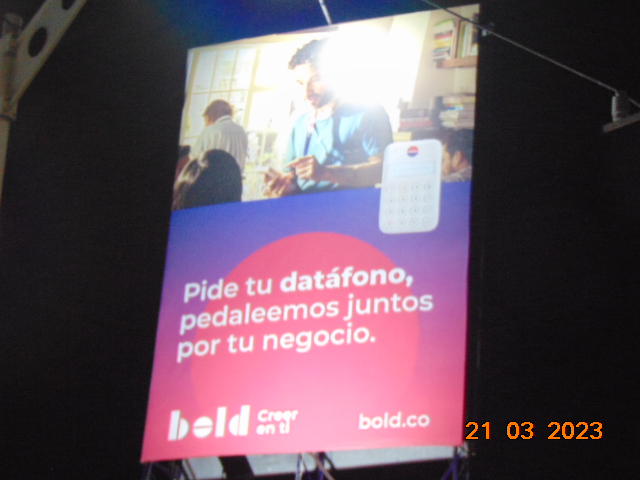 Pide tu datáfono,
pedaleemos juntos
por tu negocio.
bold Creer
en ti
bold.co
21 03 2023